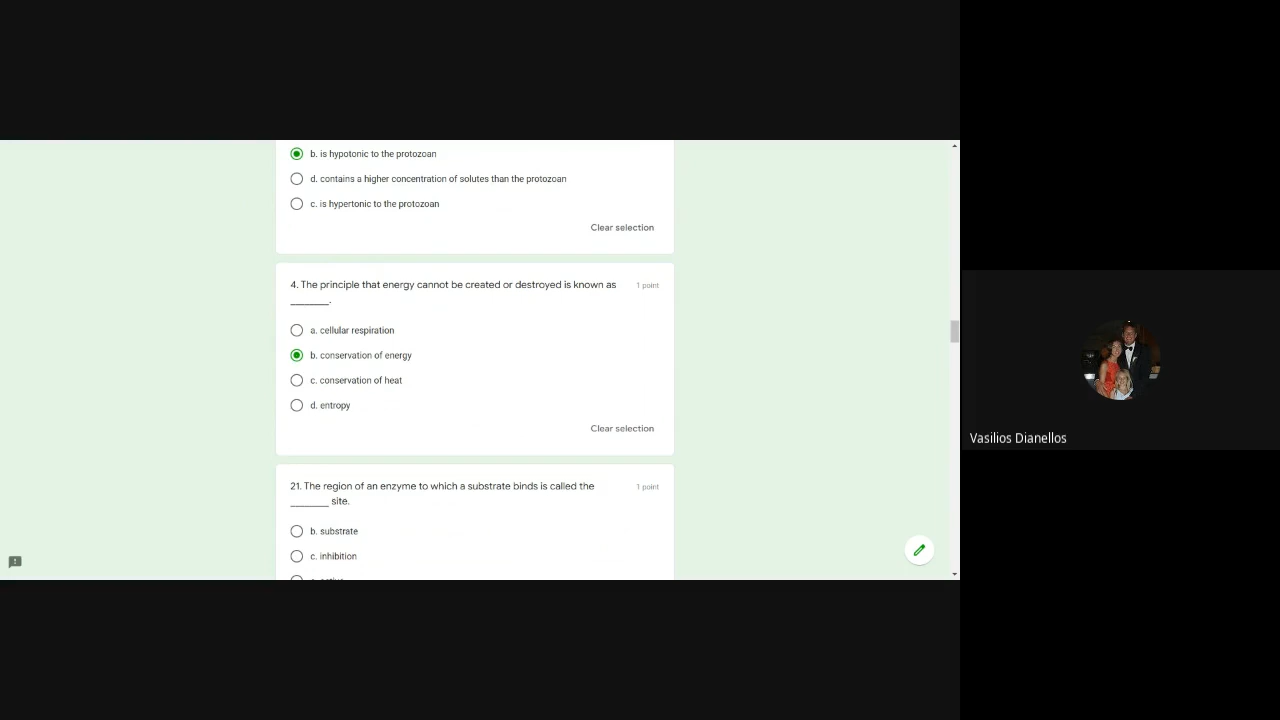 b. is hypotonic to the protozoan
d. contains a higher concentration of solutes than the protozoan
c. is hypertonic to the protozoan
Clear selection
4. The principle that energy cannot be created or destroyed is known as
_______.
1 point
a. cellular respiration
b. conservation of energy
c. conservation of heat
d. entropy
Clear selection
21. The region of an enzyme to which a substrate binds is called the
_______ site.
1 point
b. substrate
c. inhibition
Vasilios Dianellos